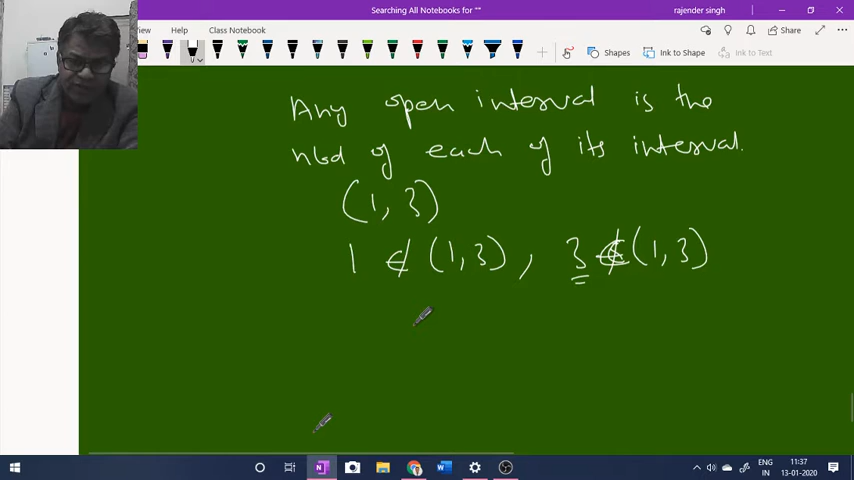 Searching All Notebooks for ""
rajender singh
View Help Class Notebook
Share
Shapes Ink to Shape Ink to Text
Any open interval is the
nbd of each of its interval.
(1, 3)
1 ∉ (1,3) , 3 ∉ (1,3)
ENG 11:37
IN 13-01-2020